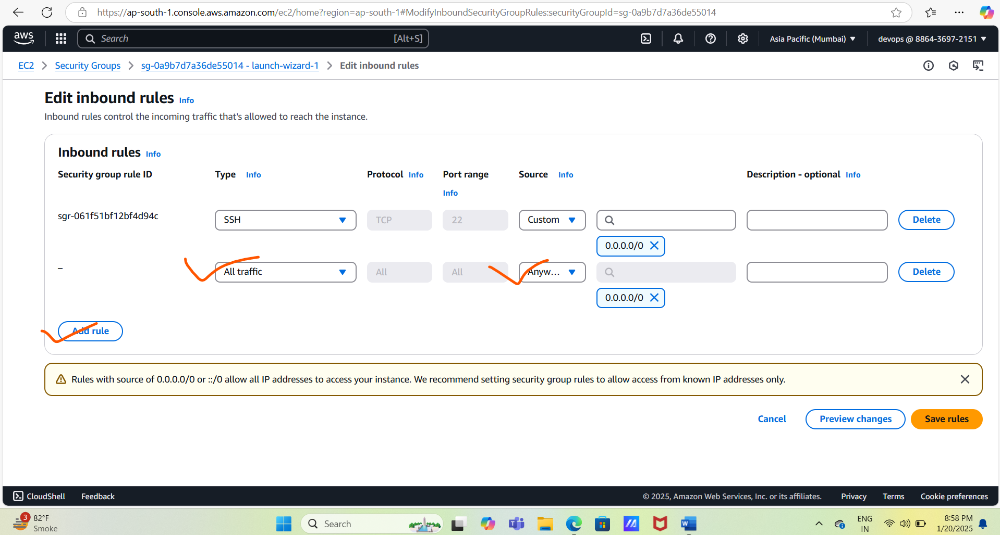 https://ap-south-1.console.aws.amazon.com/ec2/home?region=ap-south-1#ModifyInboundSecurityGroupRules:securityGroupId=sg-0a9b7d7a36de55014
aws Search [Alt+S] Asia Pacific (Mumbai) devops @ 8864-3697-2151
EC2 Security Groups sg-0a9b7d7a36de55014 - launch-wizard-1 Edit inbound rules
Edit inbound rules Info
Inbound rules control the incoming traffic that's allowed to reach the instance.
Inbound rules Info
Security group rule ID Type Info Protocol Info Port range Source Info Description - optional Info
Info
sgr-061f51bf12bf4d94c SSH TCP 22 Custom Delete
0.0.0.0/0
– All traffic All All Anyw... Delete
0.0.0.0/0
Add rule
Rules with source of 0.0.0.0/0 or ::/0 allow all IP addresses to access your instance. We recommend setting security group rules to allow access from known IP addresses only.
Cancel Preview changes Save rules
CloudShell Feedback © 2025, Amazon Web Services, Inc. or its affiliates. Privacy Terms Cookie preferences
3 82°F Search ENG 8:58 PM
Smoke IN 1/20/2025